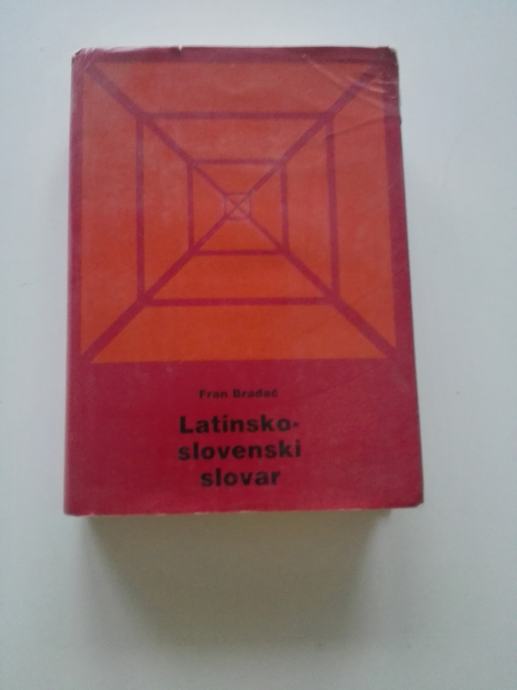 Fran Bradač
Latinsko-
slovenski
slovar